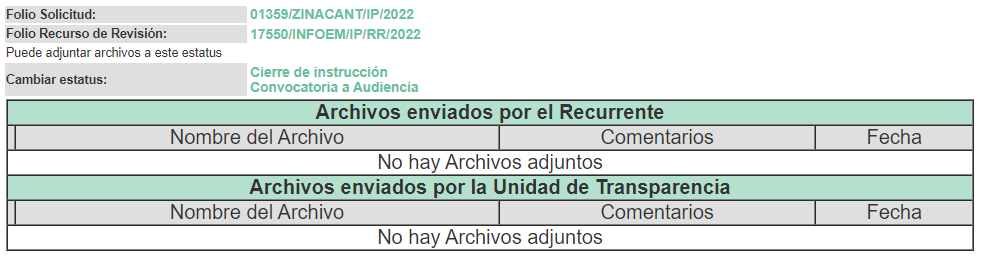 Folio Solicitud: 01359/ZINACANT/IP/2022
Folio Recurso de Revisión: 17550/INFOEM/IP/RR/2022
Puede adjuntar archivos a este estatus
Cambiar estatus: Cierre de instrucción
Convocatoria a Audiencia
Archivos enviados por el Recurrente
Nombre del Archivo Comentarios Fecha
No hay Archivos adjuntos
Archivos enviados por la Unidad de Transparencia
Nombre del Archivo Comentarios Fecha
No hay Archivos adjuntos